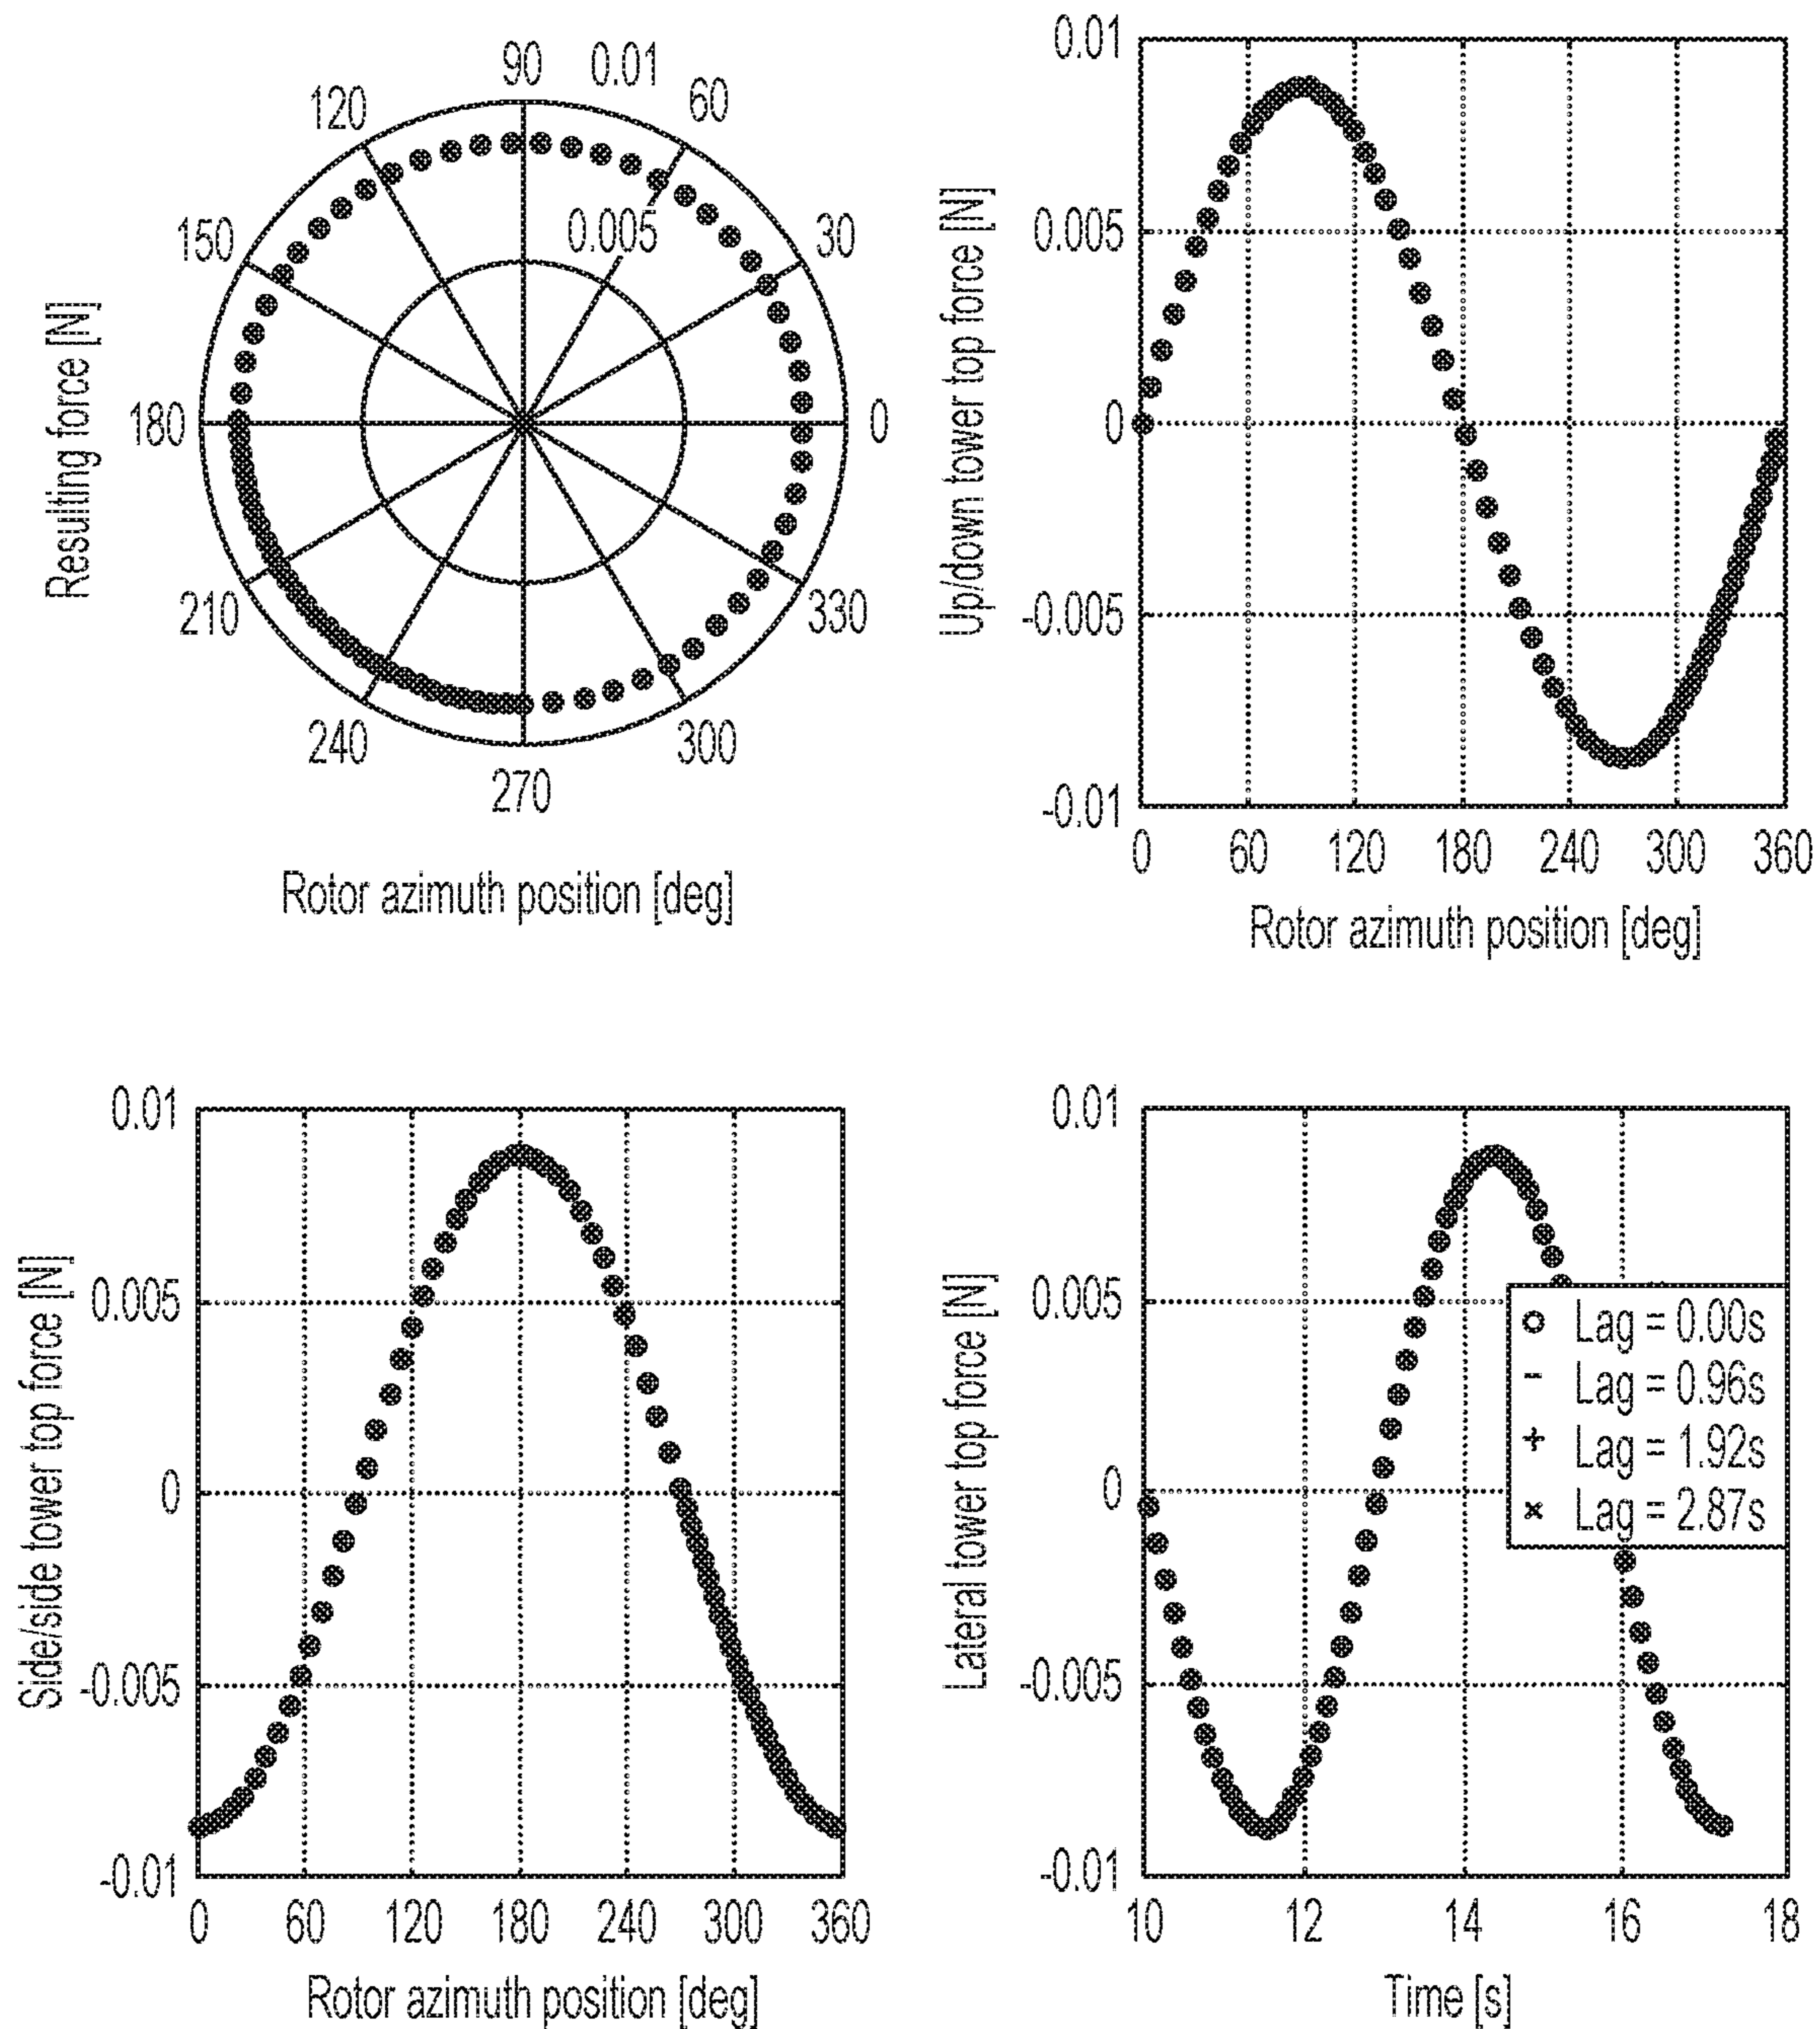 90 0.01
120 60
0.005
150 30
Resulting force [N]
180 0
210 330
240 300
270
Rotor azimuth position [deg]
0.01
0.005
0
-0.005
-0.01
Up/down tower top force [N]
0 60 120 180 240 300 360
Rotor azimuth position [deg]
0.01
0.005
0
-0.005
-0.01
Side/side tower top force [N]
0 60 120 180 240 300 360
Rotor azimuth position [deg]
0.01
0.005
0
-0.005
-0.01
Lateral tower top force [N]
Lag = 0.00s
Lag = 0.96s
Lag = 1.92s
Lag = 2.87s
10 12 14 16 18
Time [s]